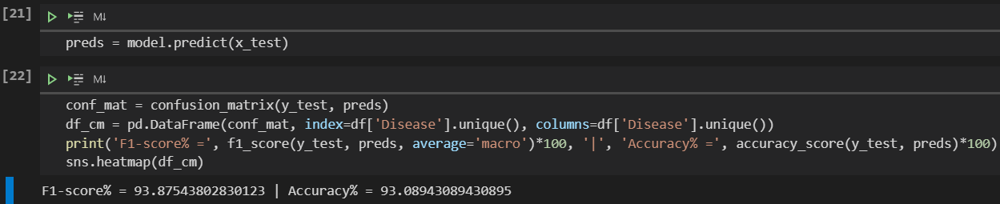 [21]
M↓
preds = model.predict(x_test)
[22]
M↓
conf_mat = confusion_matrix(y_test, preds)
df_cm = pd.DataFrame(conf_mat, index=df['Disease'].unique(), columns=df['Disease'].unique())
print('F1-score% =', f1_score(y_test, preds, average='macro')*100, '|', 'Accuracy% =', accuracy_score(y_test, preds)*100)
sns.heatmap(df_cm)
F1-score% = 93.87543802830123 | Accuracy% = 93.08943089430895